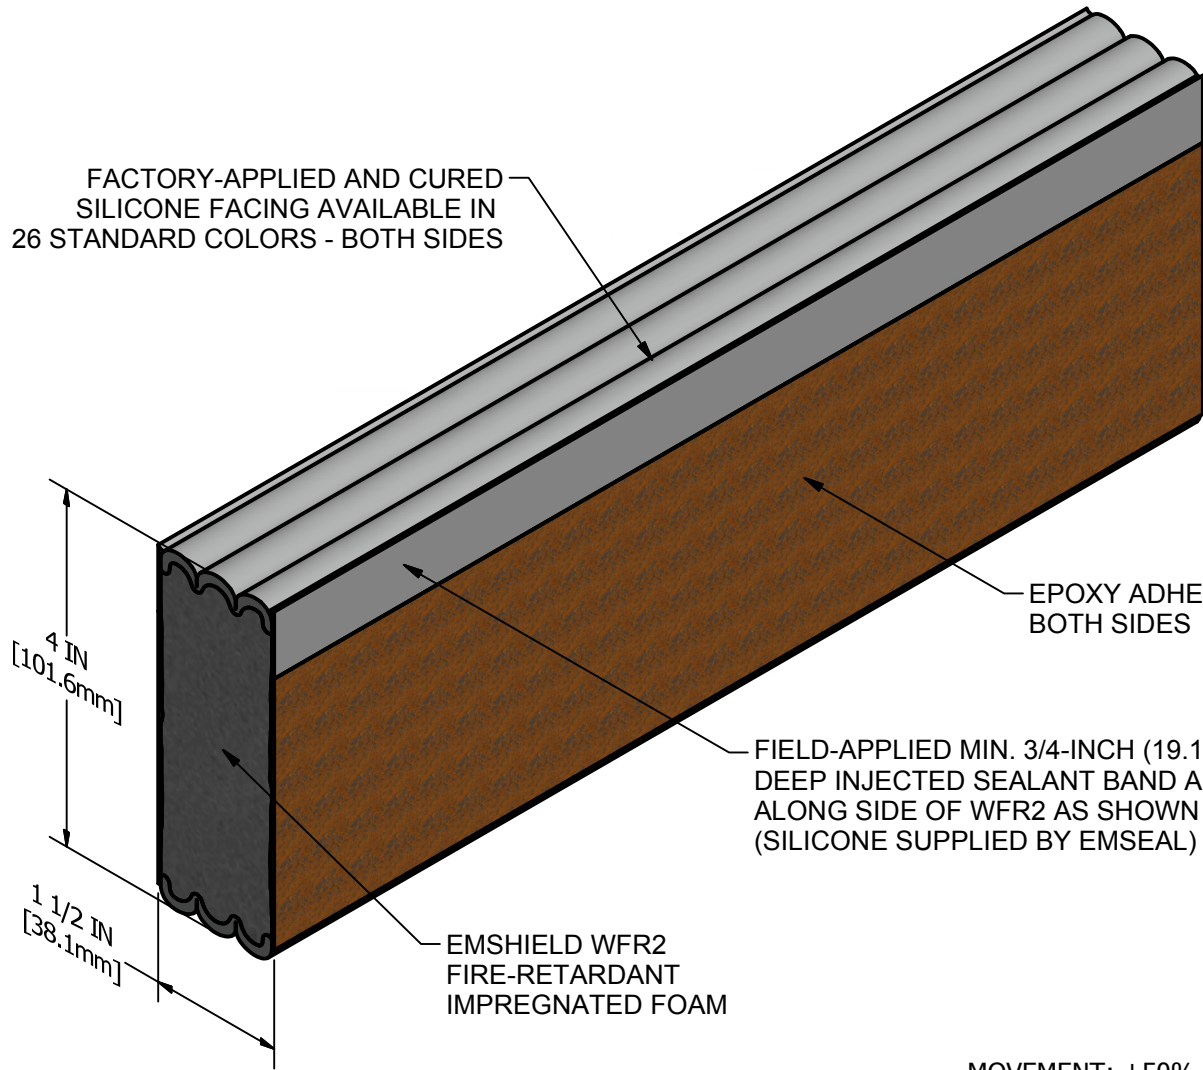 FACTORY-APPLIED AND CURED
SILICONE FACING AVAILABLE IN
26 STANDARD COLORS - BOTH SIDES
4 IN
[101.6mm]
EPOXY ADHE
BOTH SIDES
FIELD-APPLIED MIN. 3/4-INCH (19.1
DEEP INJECTED SEALANT BAND A
ALONG SIDE OF WFR2 AS SHOWN
(SILICONE SUPPLIED BY EMSEAL)
1 1/2 IN
[38.1mm]
EMSHIELD WFR2
FIRE-RETARDANT
IMPREGNATED FOAM